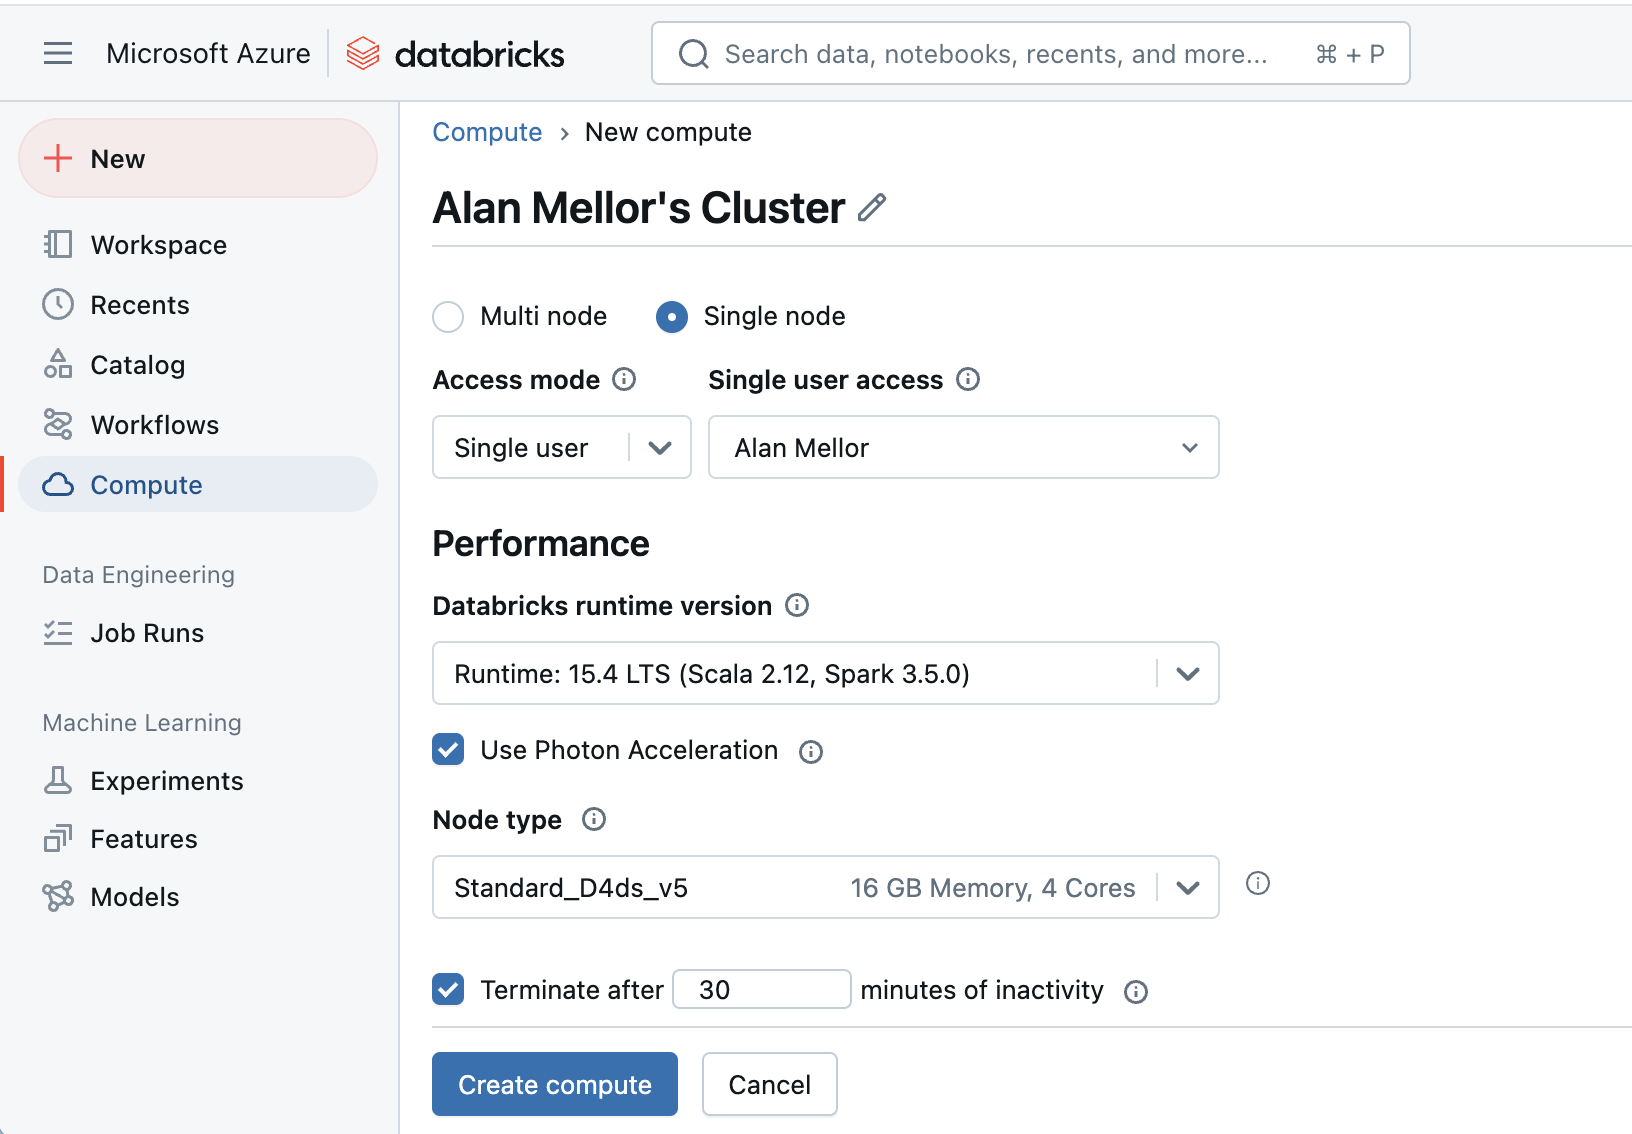 Microsoft Azure databricks Search data, notebooks, recents, and more... ⌘ + P
New
Workspace
Recents
Catalog
Workflows
Compute
Data Engineering
Job Runs
Machine Learning
Experiments
Features
Models
Compute › New compute
Alan Mellor's Cluster
Multi node Single node
Access mode Single user access
Single user Alan Mellor
Performance
Databricks runtime version
Runtime: 15.4 LTS (Scala 2.12, Spark 3.5.0)
Use Photon Acceleration
Node type
Standard_D4ds_v5 16 GB Memory, 4 Cores
Terminate after 30 minutes of inactivity
Create compute Cancel